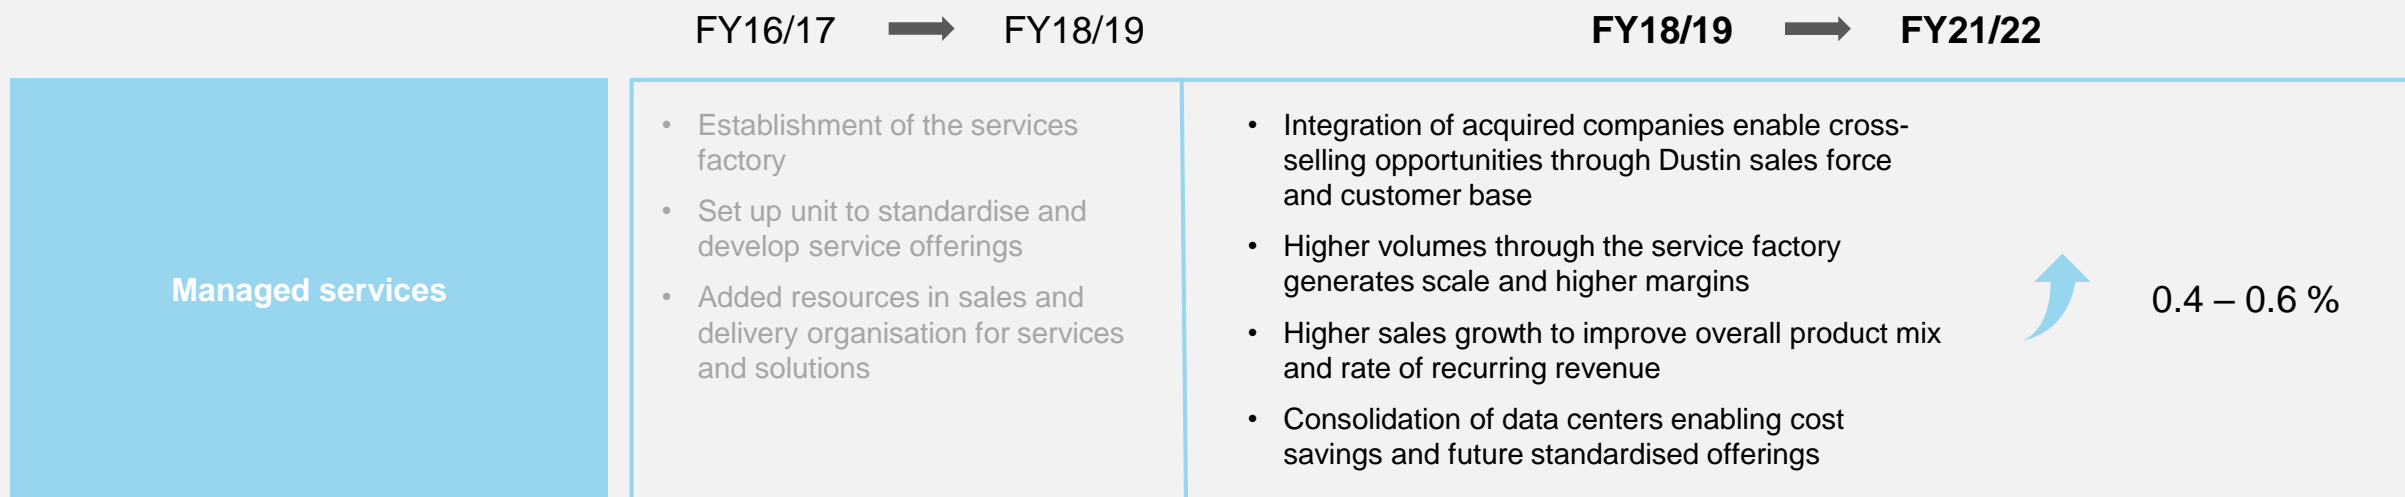 FY16/17 FY18/19 FY18/19 FY21/22
Managed services
• Establishment of the services
factory
• Set up unit to standardise and
develop service offerings
• Added resources in sales and
delivery organisation for services
and solutions
• Integration of acquired companies enable cross-
selling opportunities through Dustin sales force
and customer base
• Higher volumes through the service factory
generates scale and higher margins
• Higher sales growth to improve overall product mix
and rate of recurring revenue
• Consolidation of data centers enabling cost
savings and future standardised offerings
0.4 – 0.6 %